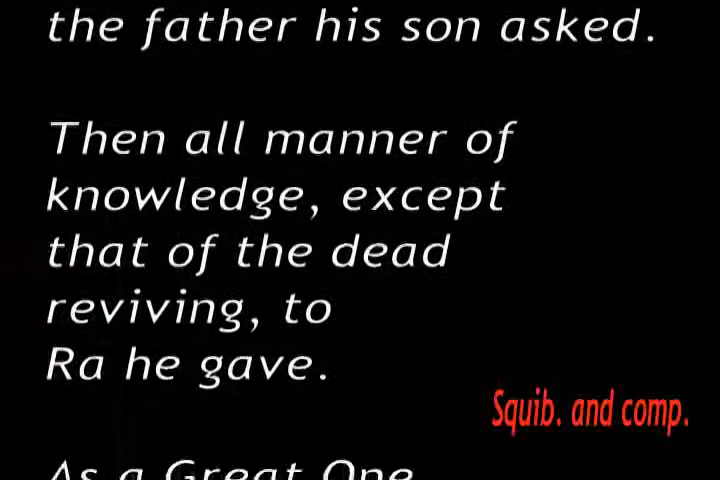 the father his son asked.
Then all manner of
knowledge, except
that of the dead
reviving, to
Ra he gave.
Squib. and comp.
As a Great One